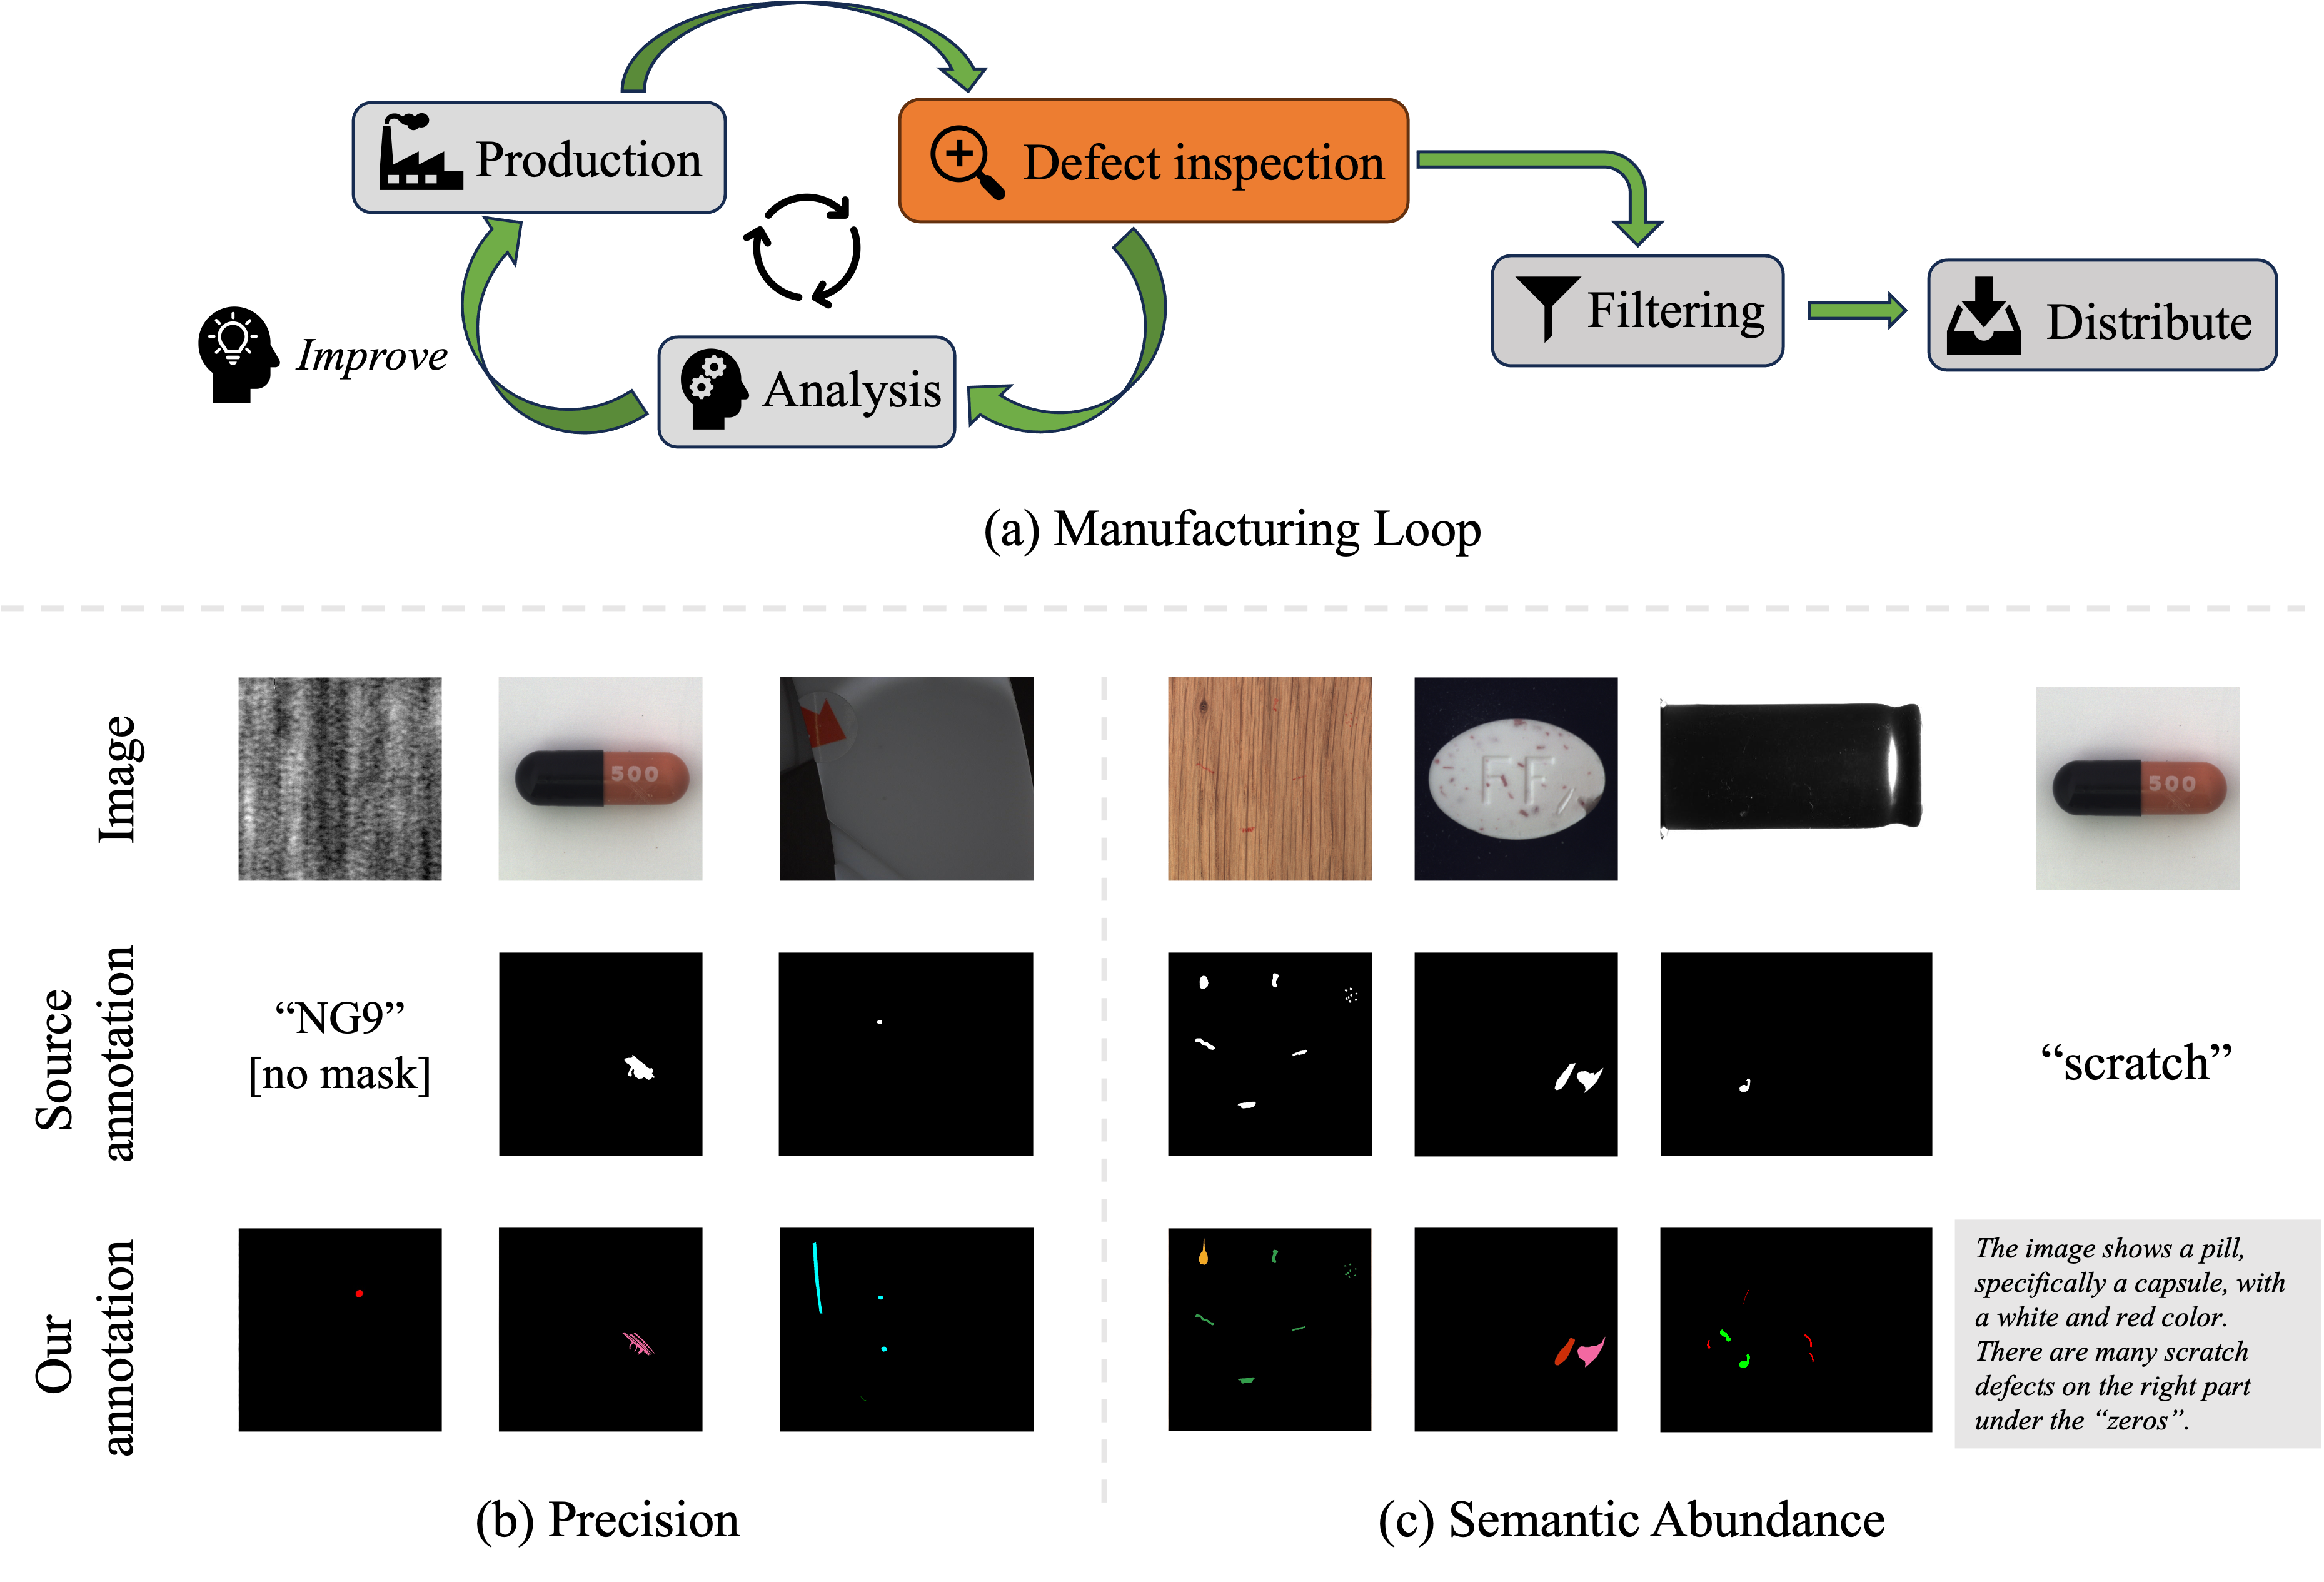 Production
Defect inspection
Filtering
Distribute
Improve
Analysis
(a) Manufacturing Loop
Image
500
FF
500
Source
annotation
“NG9”
[no mask]
“scratch”
Our
annotation
The image shows a pill,
specifically a capsule, with
a white and red color.
There are many scratch
defects on the right part
under the “zeros”.
(b) Precision
(c) Semantic Abundance